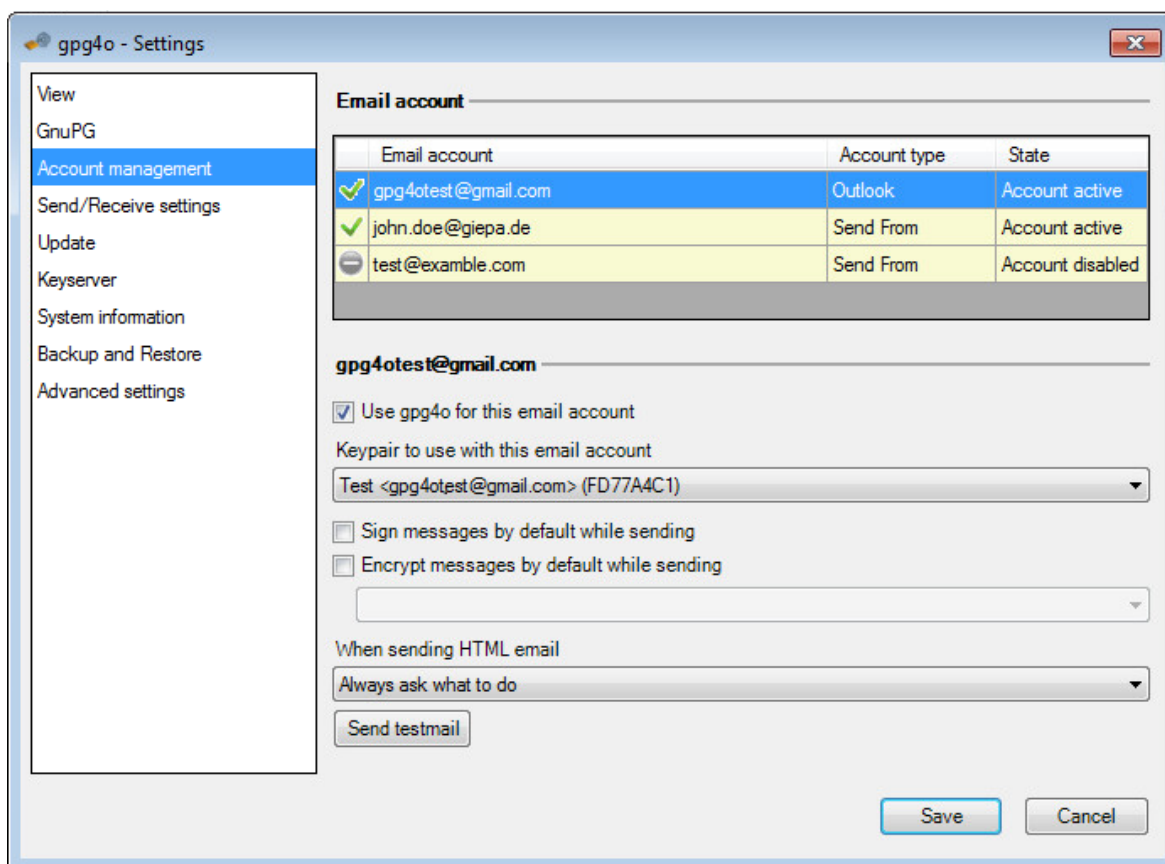 gpg4o - Settings
View
GnuPG
Account management
Send/Receive settings
Update
Keyserver
System information
Backup and Restore
Advanced settings
Email account
Email account Account type State
gpg4otest@gmail.com Outlook Account active
john.doe@giepa.de Send From Account active
test@examble.com Send From Account disabled
gpg4otest@gmail.com
Use gpg4o for this email account
Keypair to use with this email account
Test <gpg4otest@gmail.com> (FD77A4C1)
Sign messages by default while sending
Encrypt messages by default while sending
When sending HTML email
Always ask what to do
Send testmail
Save Cancel